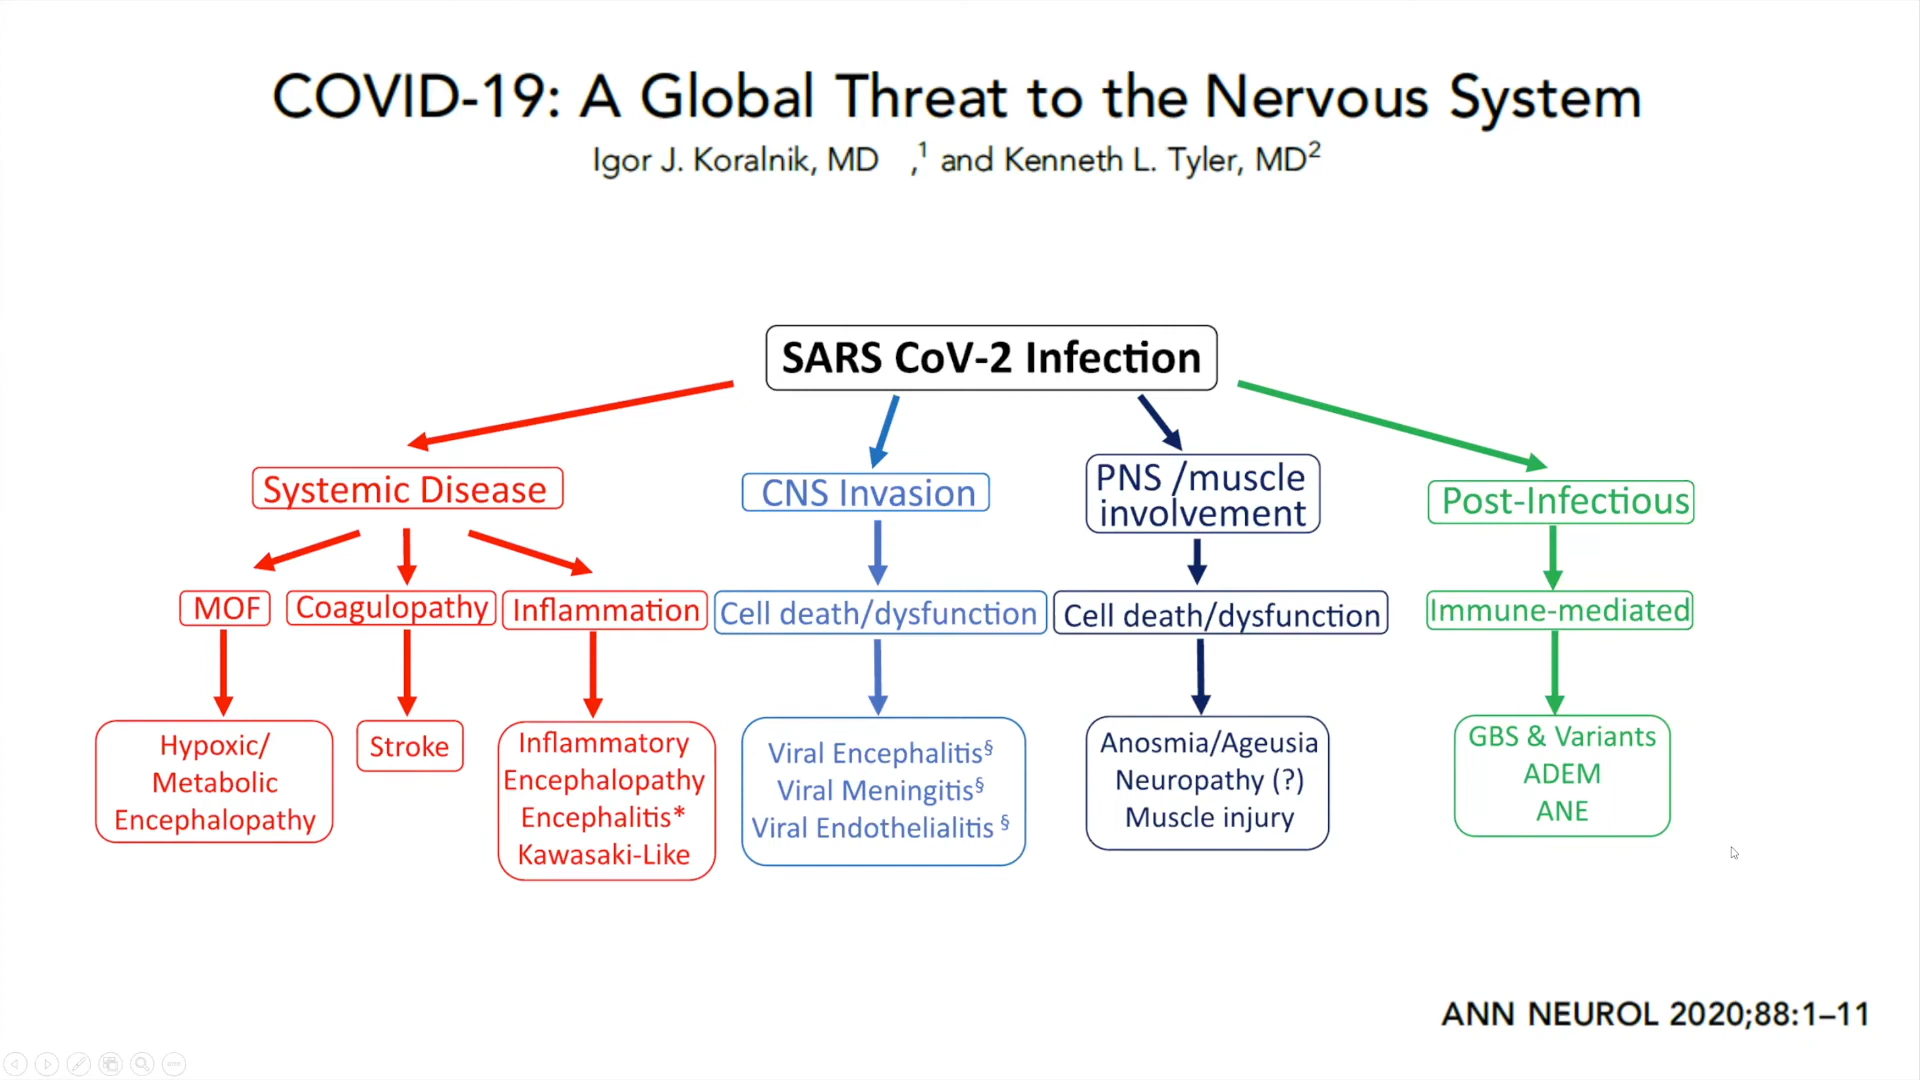 COVID-19: A Global Threat to the Nervous System
Igor J. Koralnik, MD ,1 and Kenneth L. Tyler, MD2
SARS CoV-2 Infection
Systemic Disease
CNS Invasion
PNS /muscle
involvement
Post-Infectious
MOF
Coagulopathy
Inflammation
Cell death/dysfunction
Cell death/dysfunction
Immune-mediated
Hypoxic/
Metabolic
Encephalopathy
Stroke
Inflammatory
Encephalopathy
Encephalitis*
Kawasaki-Like
Viral Encephalitis§
Viral Meningitis§
Viral Endothelialitis §
Anosmia/Ageusia
Neuropathy (?)
Muscle injury
GBS & Variants
ADEM
ANE
ANN NEUROL 2020;88:1–11